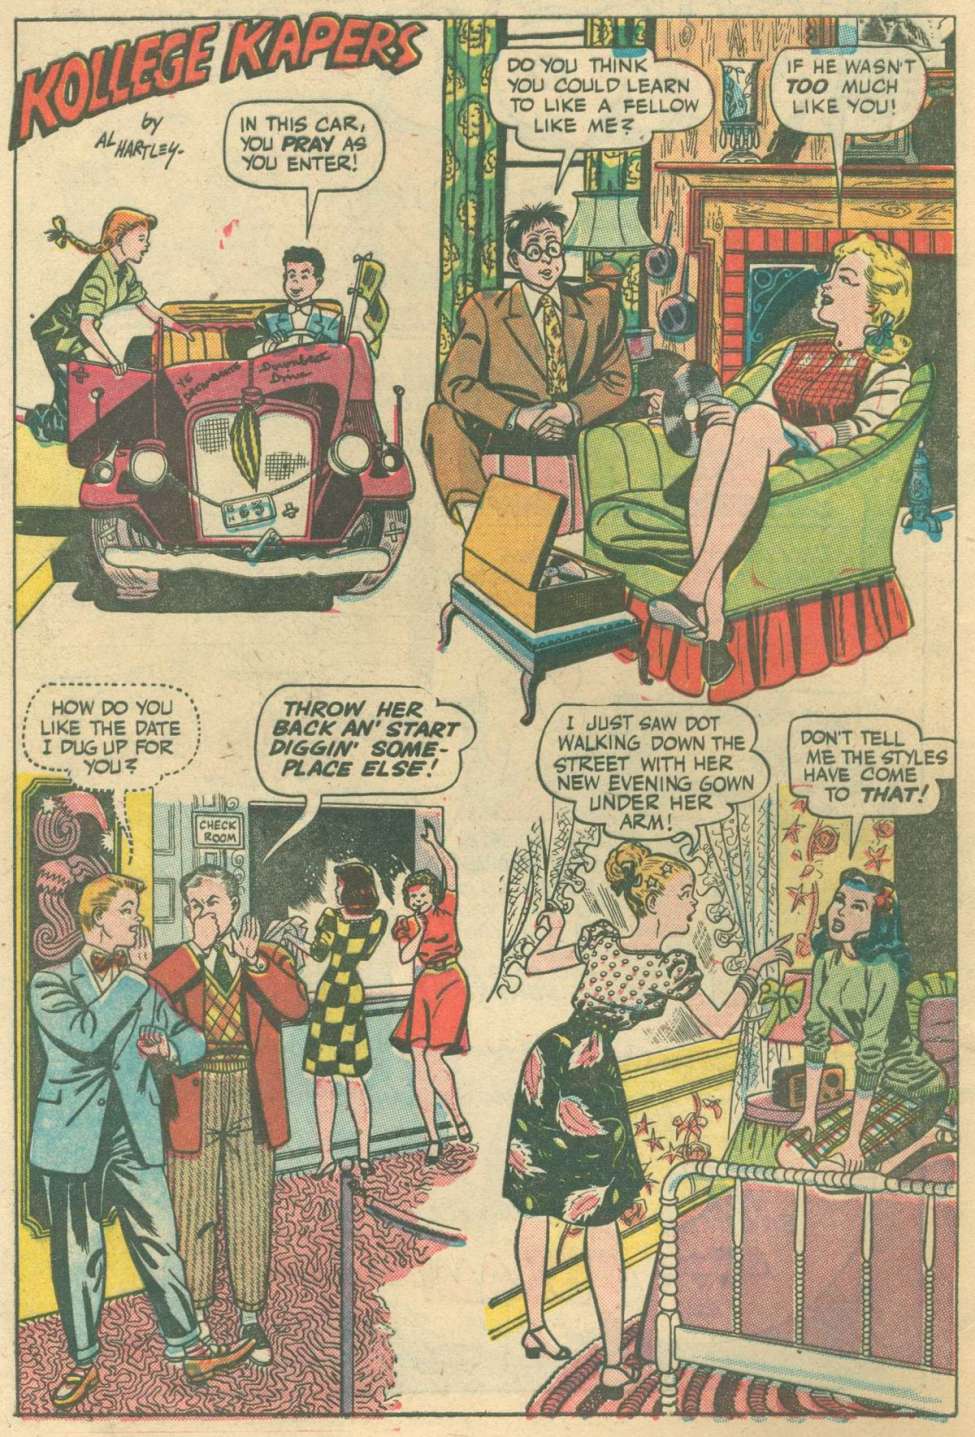 KOLLEGE KAPERS
by
AL
HARTLEY-
IN THIS CAR,
YOU PRAY AS
YOU ENTER!
Downbeat
Drive
DO YOU THINK
YOU COULD LEARN
TO LIKE A FELLOW
LIKE ME?
IF HE WASN'T
TOO MUCH
LIKE YOU!
HOW DO YOU
LIKE THE DATE
I DUG UP FOR
YOU?
THROW HER
BACK AN' START
DIGGIN' SOME-
PLACE ELSE!
CHECK
ROOM
I JUST SAW DOT
WALKING DOWN THE
STREET WITH HER
NEW EVENING GOWN
UNDER HER
ARM!
DON'T TELL
ME THE STYLES
HAVE COME
TO THAT!